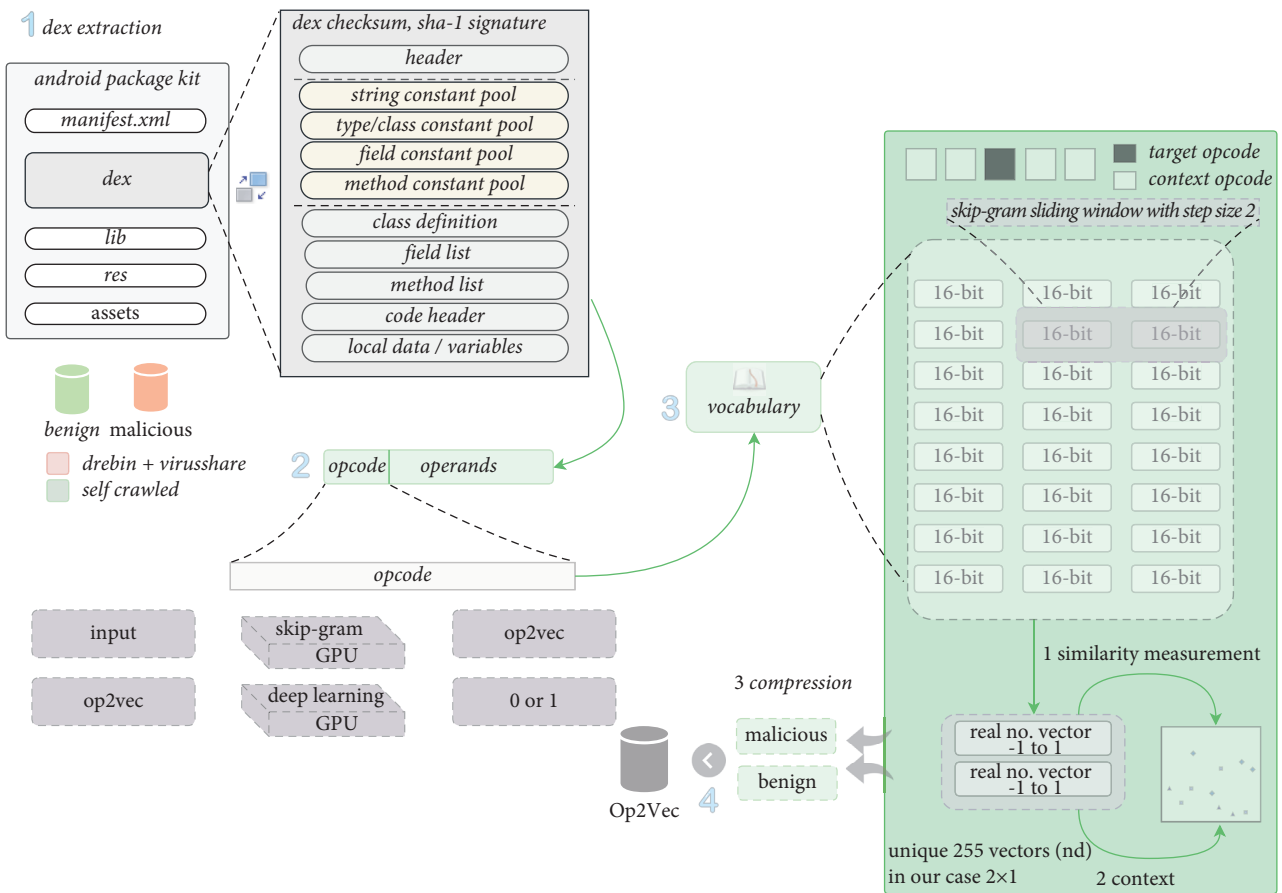 1 dex extraction
android package kit
manifest.xml
dex
lib
res
assets
dex checksum, sha-1 signature
header
string constant pool
type/class constant pool
field constant pool
method constant pool
class definition
field list
method list
code header
local data / variables
benign malicious
drebin + virusshare
self crawled
2
opcode operands
opcode
3
vocabulary
target opcode
context opcode
skip-gram sliding window with step size 2
16-bit 16-bit 16-bit
16-bit 16-bit 16-bit
16-bit 16-bit 16-bit
16-bit 16-bit 16-bit
16-bit 16-bit 16-bit
16-bit 16-bit 16-bit
16-bit 16-bit 16-bit
16-bit 16-bit 16-bit
input
skip-gram
GPU
op2vec
op2vec
deep learning
GPU
0 or 1
1 similarity measurement
real no. vector
-1 to 1
real no. vector
-1 to 1
2 context
unique 255 vectors (nd)
in our case 2×1
3 compression
malicious
benign
4
Op2Vec